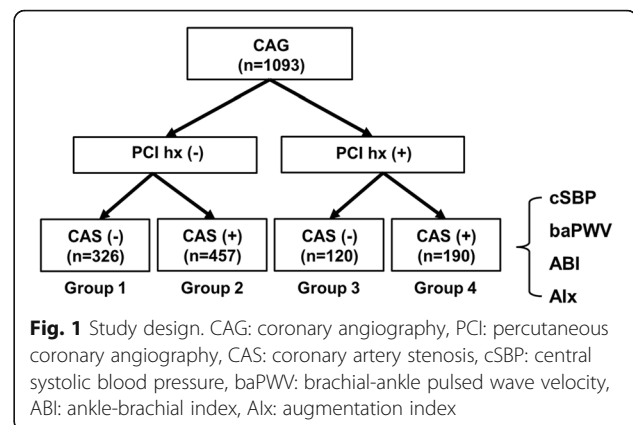 CAG
(n=1093)
PCI hx (-)
PCI hx (+)
CAS (-)
(n=326)
CAS (+)
(n=457)
CAS (-)
(n=120)
CAS (+)
(n=190)
Group 1
Group 2
Group 3
Group 4
cSBP
baPWV
ABI
AIx
Fig. 1 Study design. CAG: coronary angiography, PCI: percutaneous
coronary angiography, CAS: coronary artery stenosis, cSBP: central
systolic blood pressure, baPWV: brachial-ankle pulsed wave velocity,
ABI: ankle-brachial index, AIx: augmentation index